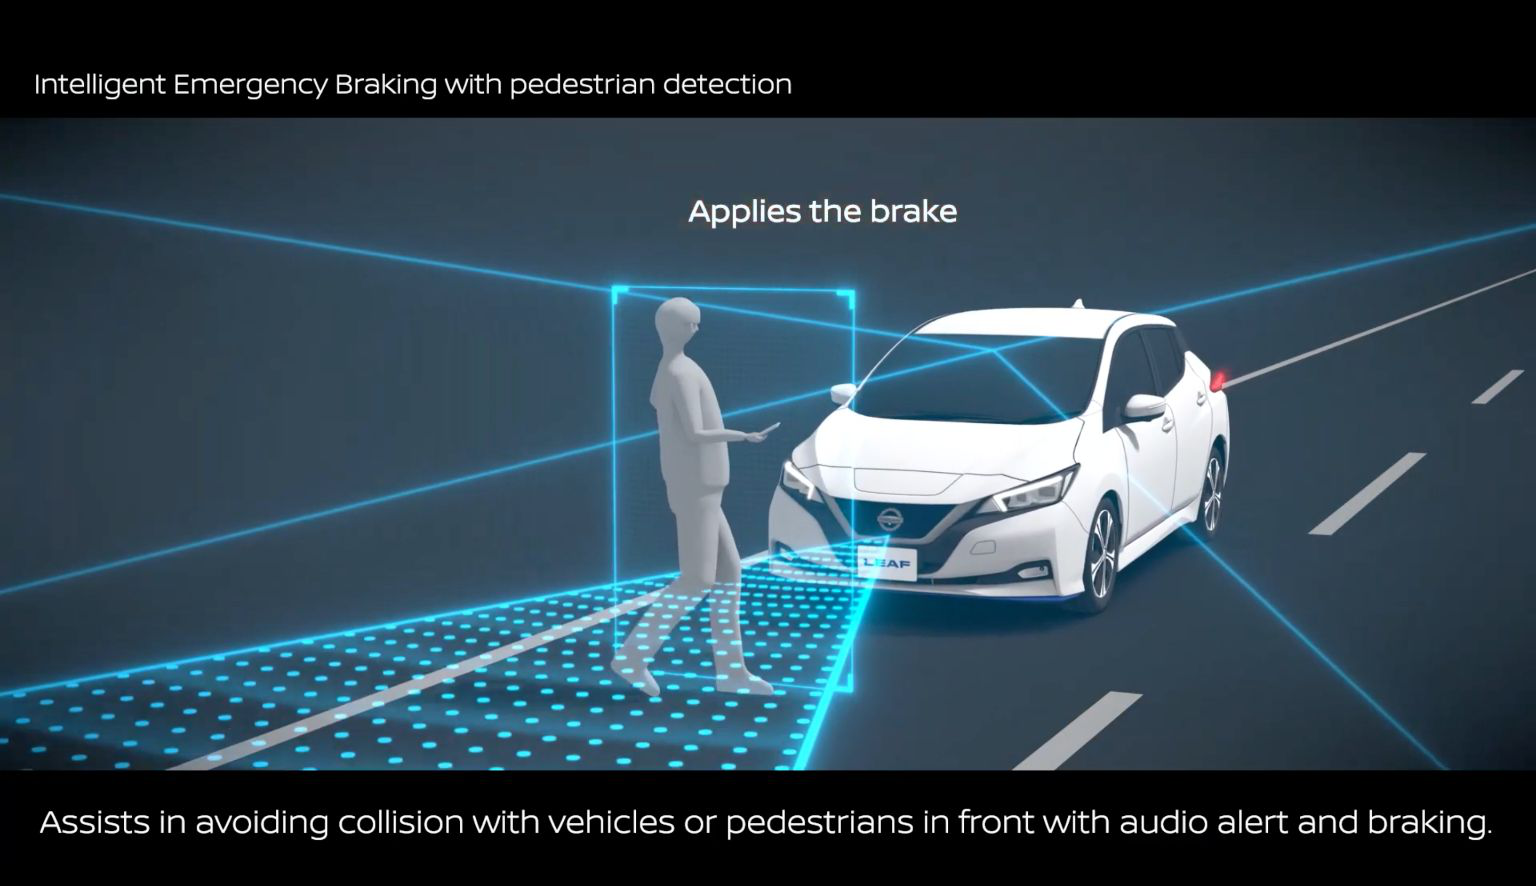 Intelligent Emergency Braking with pedestrian detection
Applies the brake
LEAF
Assists in avoiding collision with vehicles or pedestrians in front with audio alert and braking.